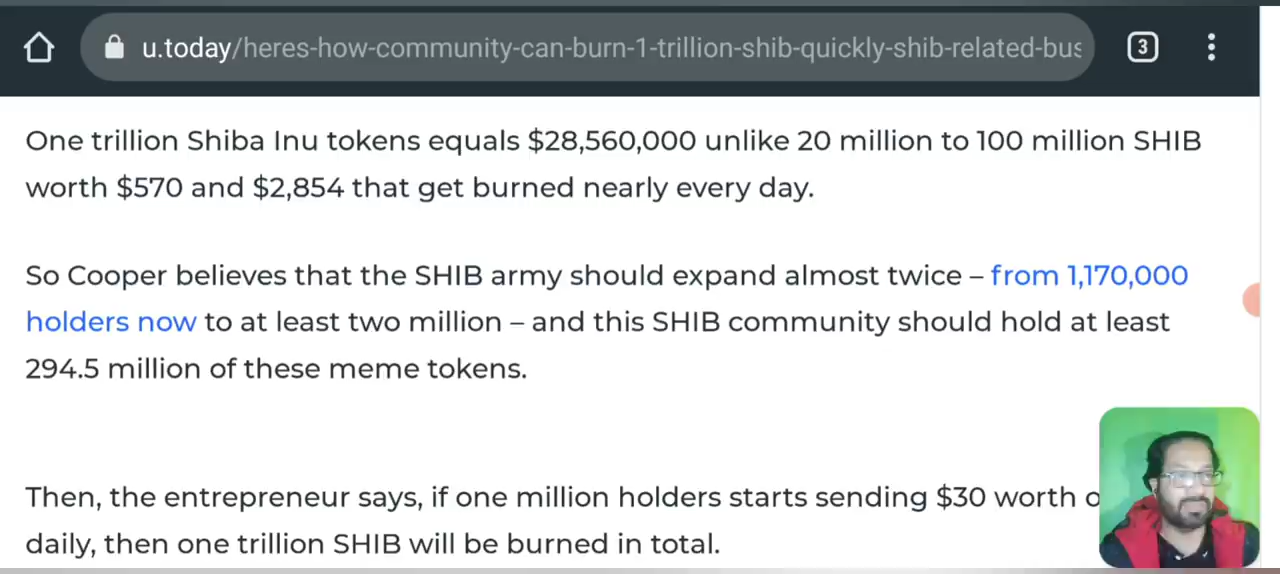 u.today/heres-how-community-can-burn-1-trillion-shib-quickly-shib-related-bus
3
One trillion Shiba Inu tokens equals $28,560,000 unlike 20 million to 100 million SHIB
worth $570 and $2,854 that get burned nearly every day.
So Cooper believes that the SHIB army should expand almost twice – from 1,170,000
holders now to at least two million – and this SHIB community should hold at least
294.5 million of these meme tokens.
Then, the entrepreneur says, if one million holders starts sending $30 worth
daily, then one trillion SHIB will be burned in total.